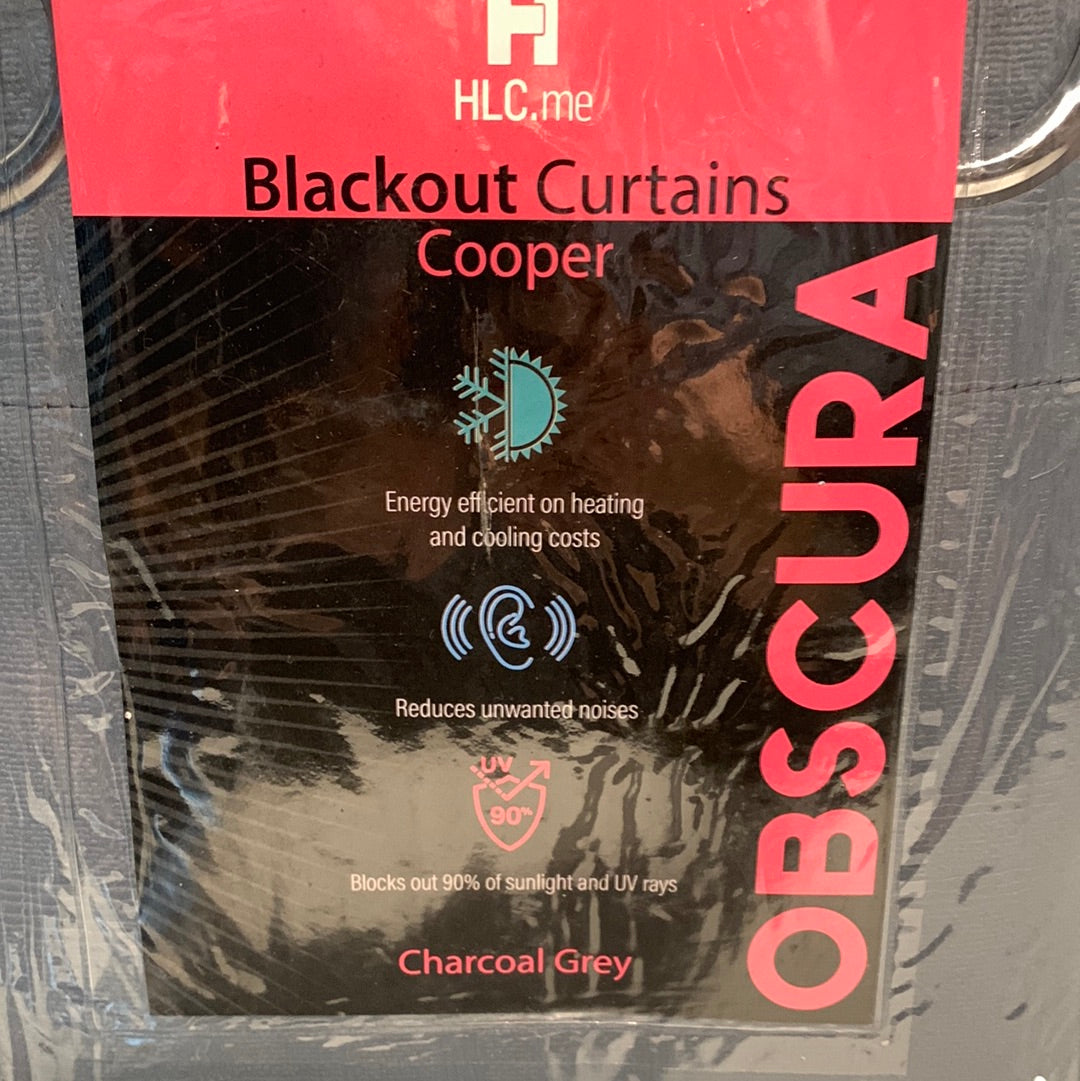 HLC.me
Blackout Curtains
Cooper
Energy efficient on heating
and cooling costs
Reduces unwanted noises
UV
90%
Blocks out 90% of sunlight and UV rays
Charcoal Grey
OBSCURA